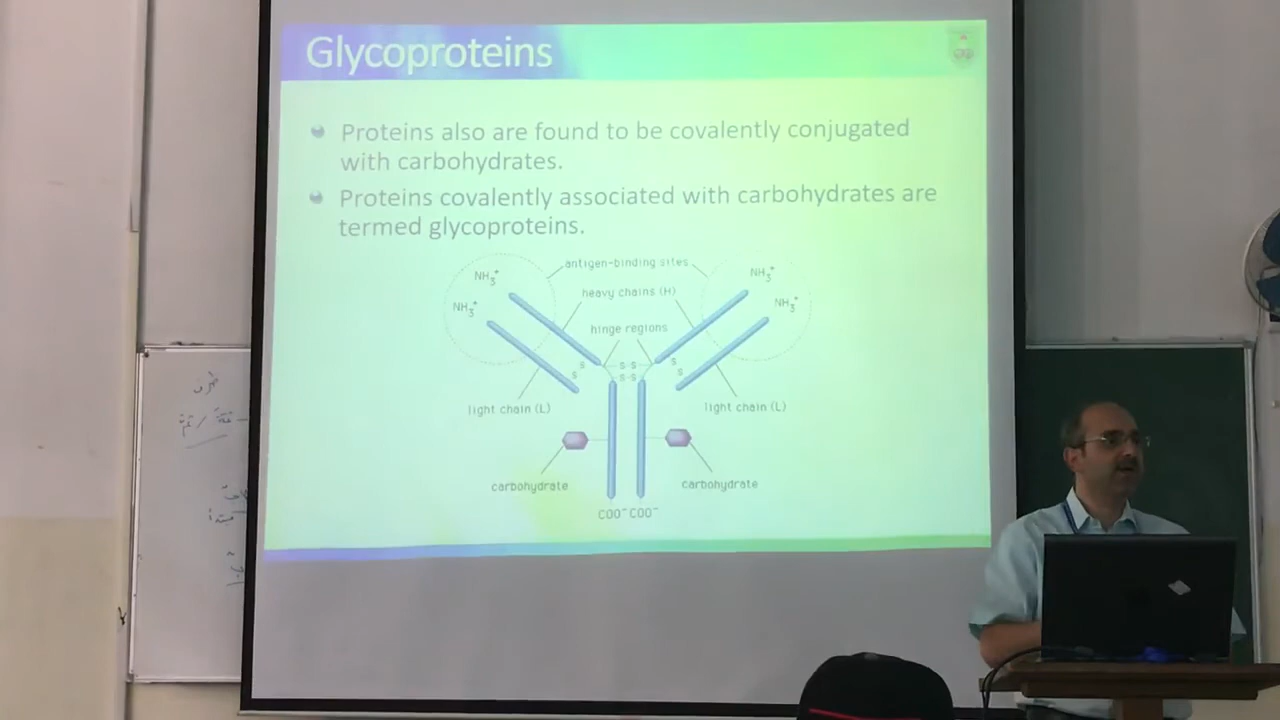 Glycoproteins
Proteins also are found to be covalently conjugated
with carbohydrates.
Proteins covalently associated with carbohydrates are
termed glycoproteins.
NH₃⁺ antigen-binding sites NH₃⁺
NH₃⁺ heavy chains (H) NH₃⁺
hinge regions
S S S S
S S S S
light chain (L) light chain (L)
carbohydrate carbohydrate
COO⁻ COO⁻